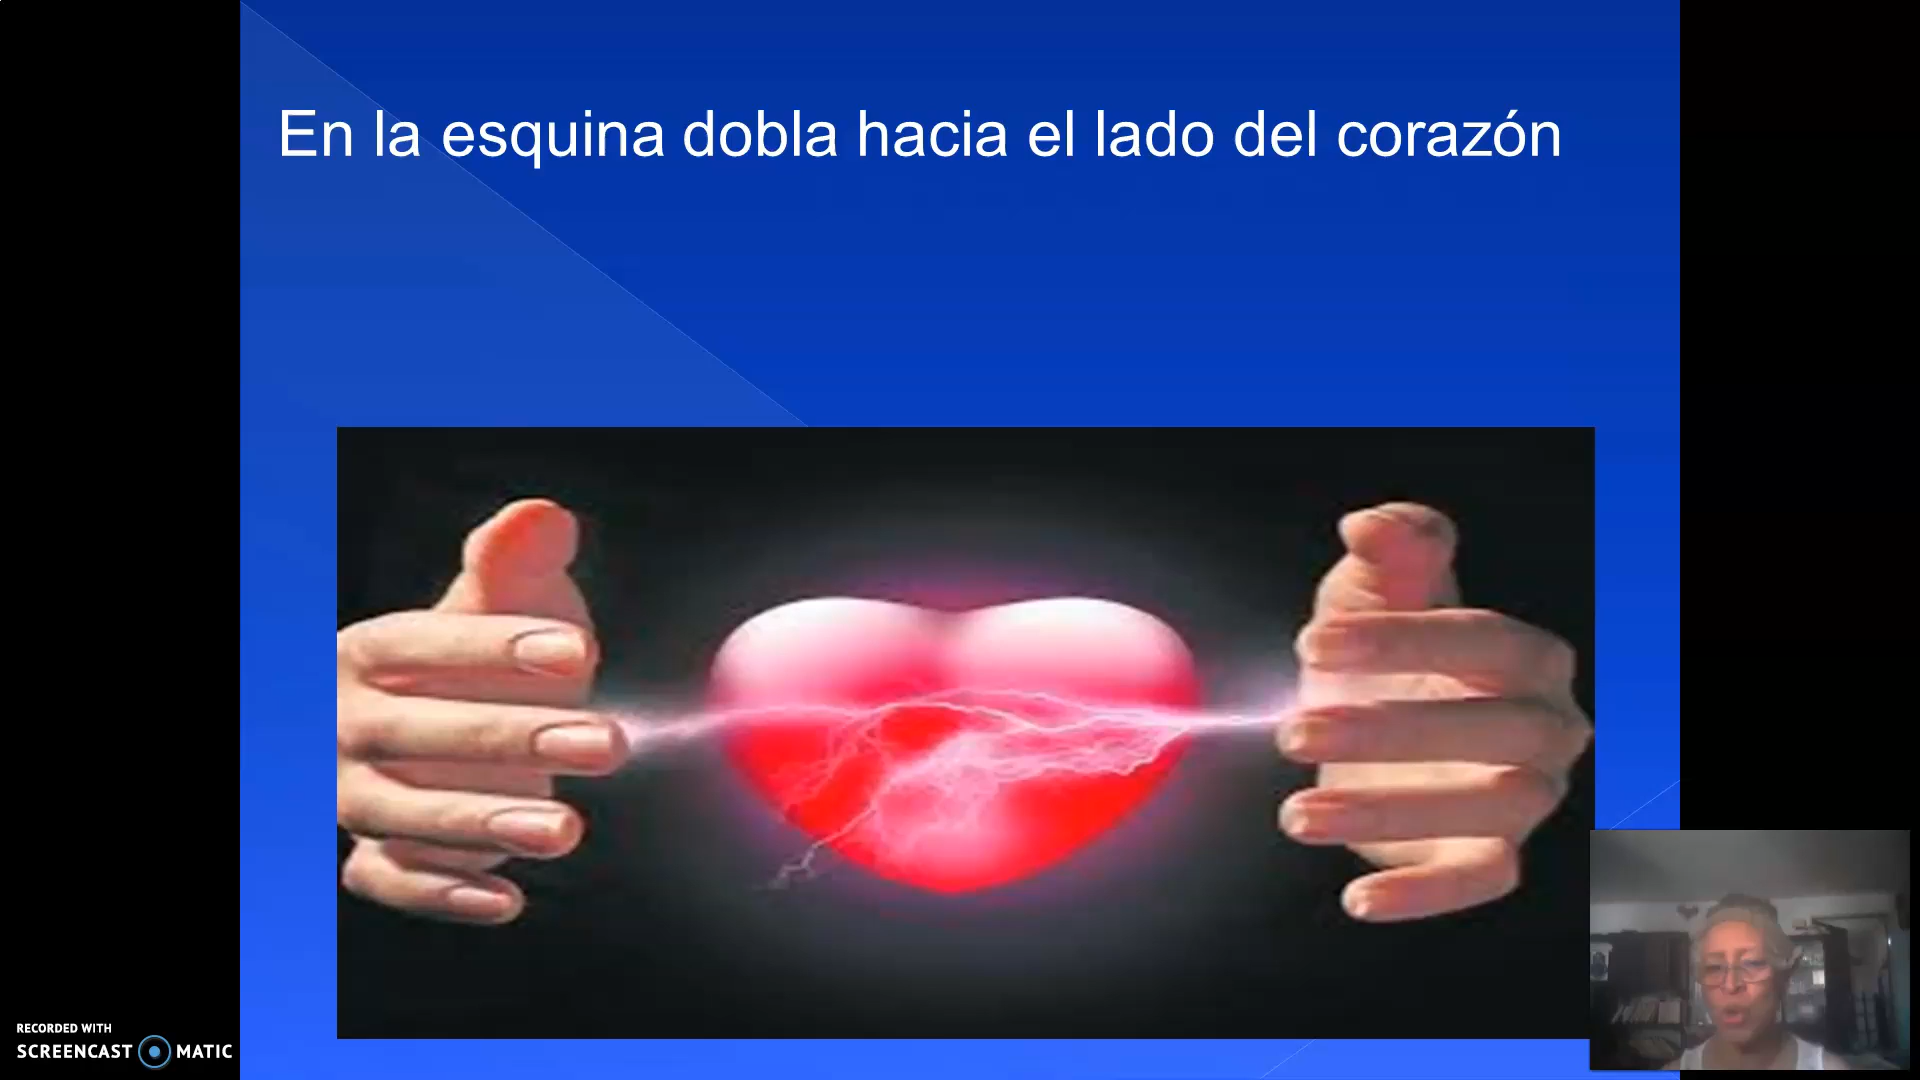 En la esquina dobla hacia el lado del corazón
RECORDED WITH
SCREENCAST MATIC